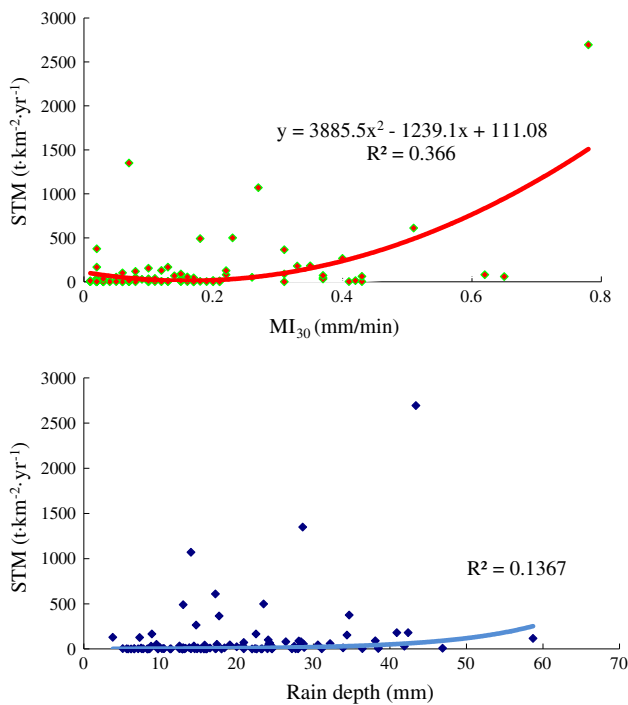 3000
2500
2000
1500
1000
500
0
STM (t·km⁻²·yr⁻¹)
y = 3885.5x² - 1239.1x + 111.08
R² = 0.366
0 0.2 0.4 0.6 0.8
MI₃₀ (mm/min)
3000
2500
2000
1500
1000
500
0
STM (t·km⁻²·yr⁻¹)
R² = 0.1367
0 10 20 30 40 50 60 70
Rain depth (mm)